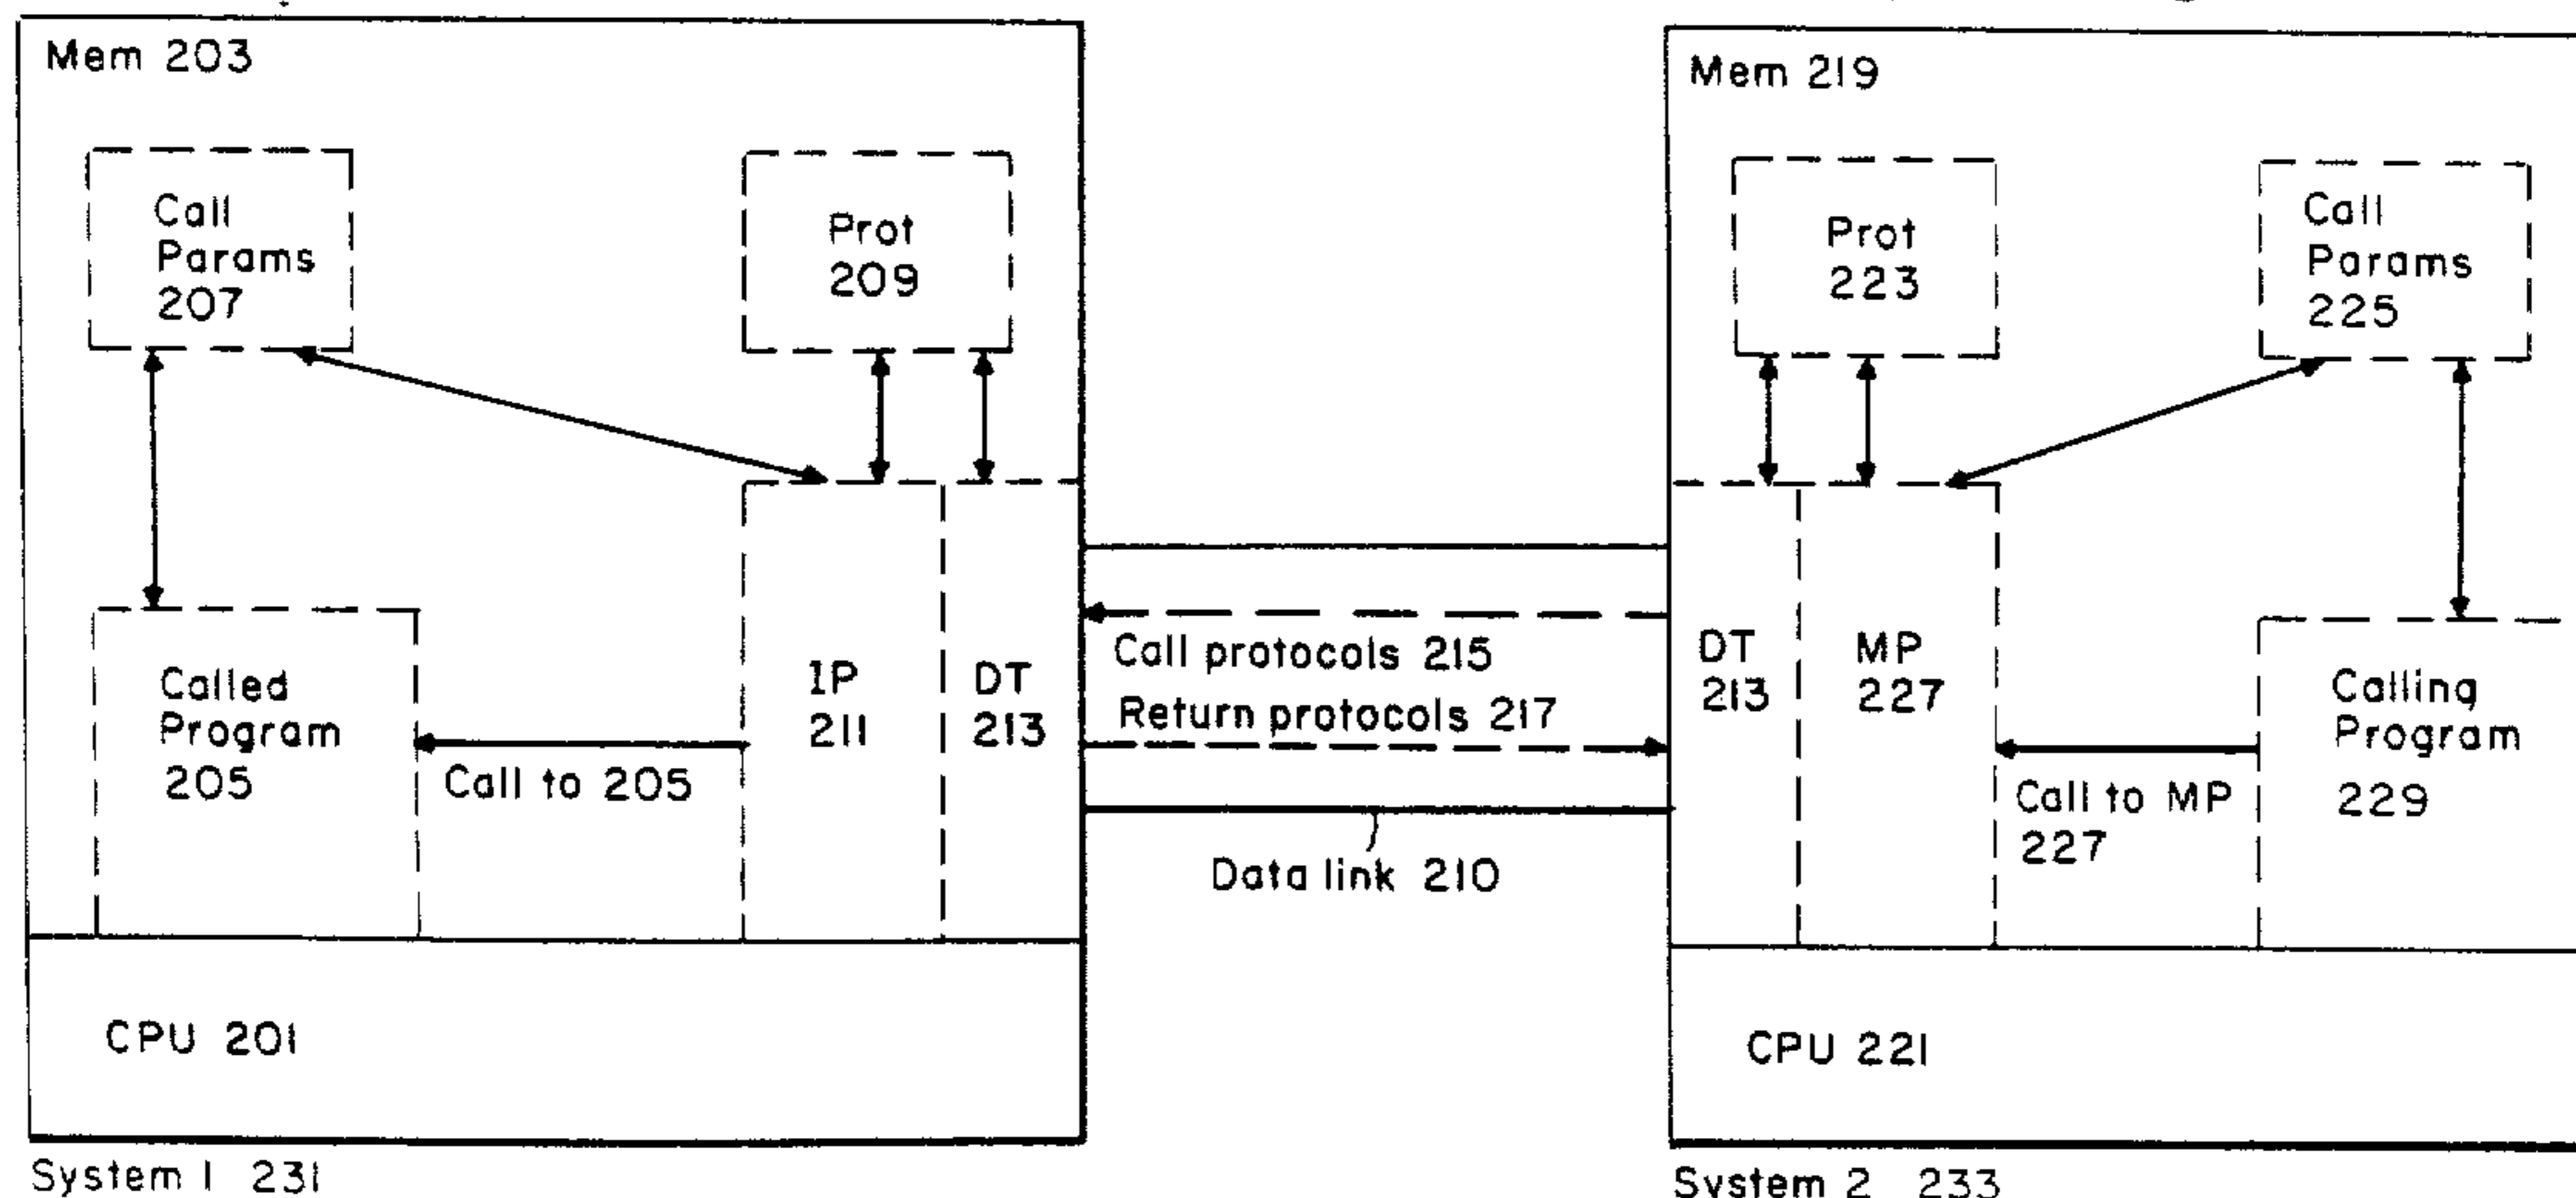 Mem 203
Call
Params
207
Prot
209
Called
Program
205
Call to 205
IP
211
DT
213
CPU 201
System 1 231
Call protocols 215
Return protocols 217
Data link 210
Mem 219
Prot
223
Call
Params
225
DT
213
MP
227
Call to MP
227
Calling
Program
229
CPU 221
System 2 233